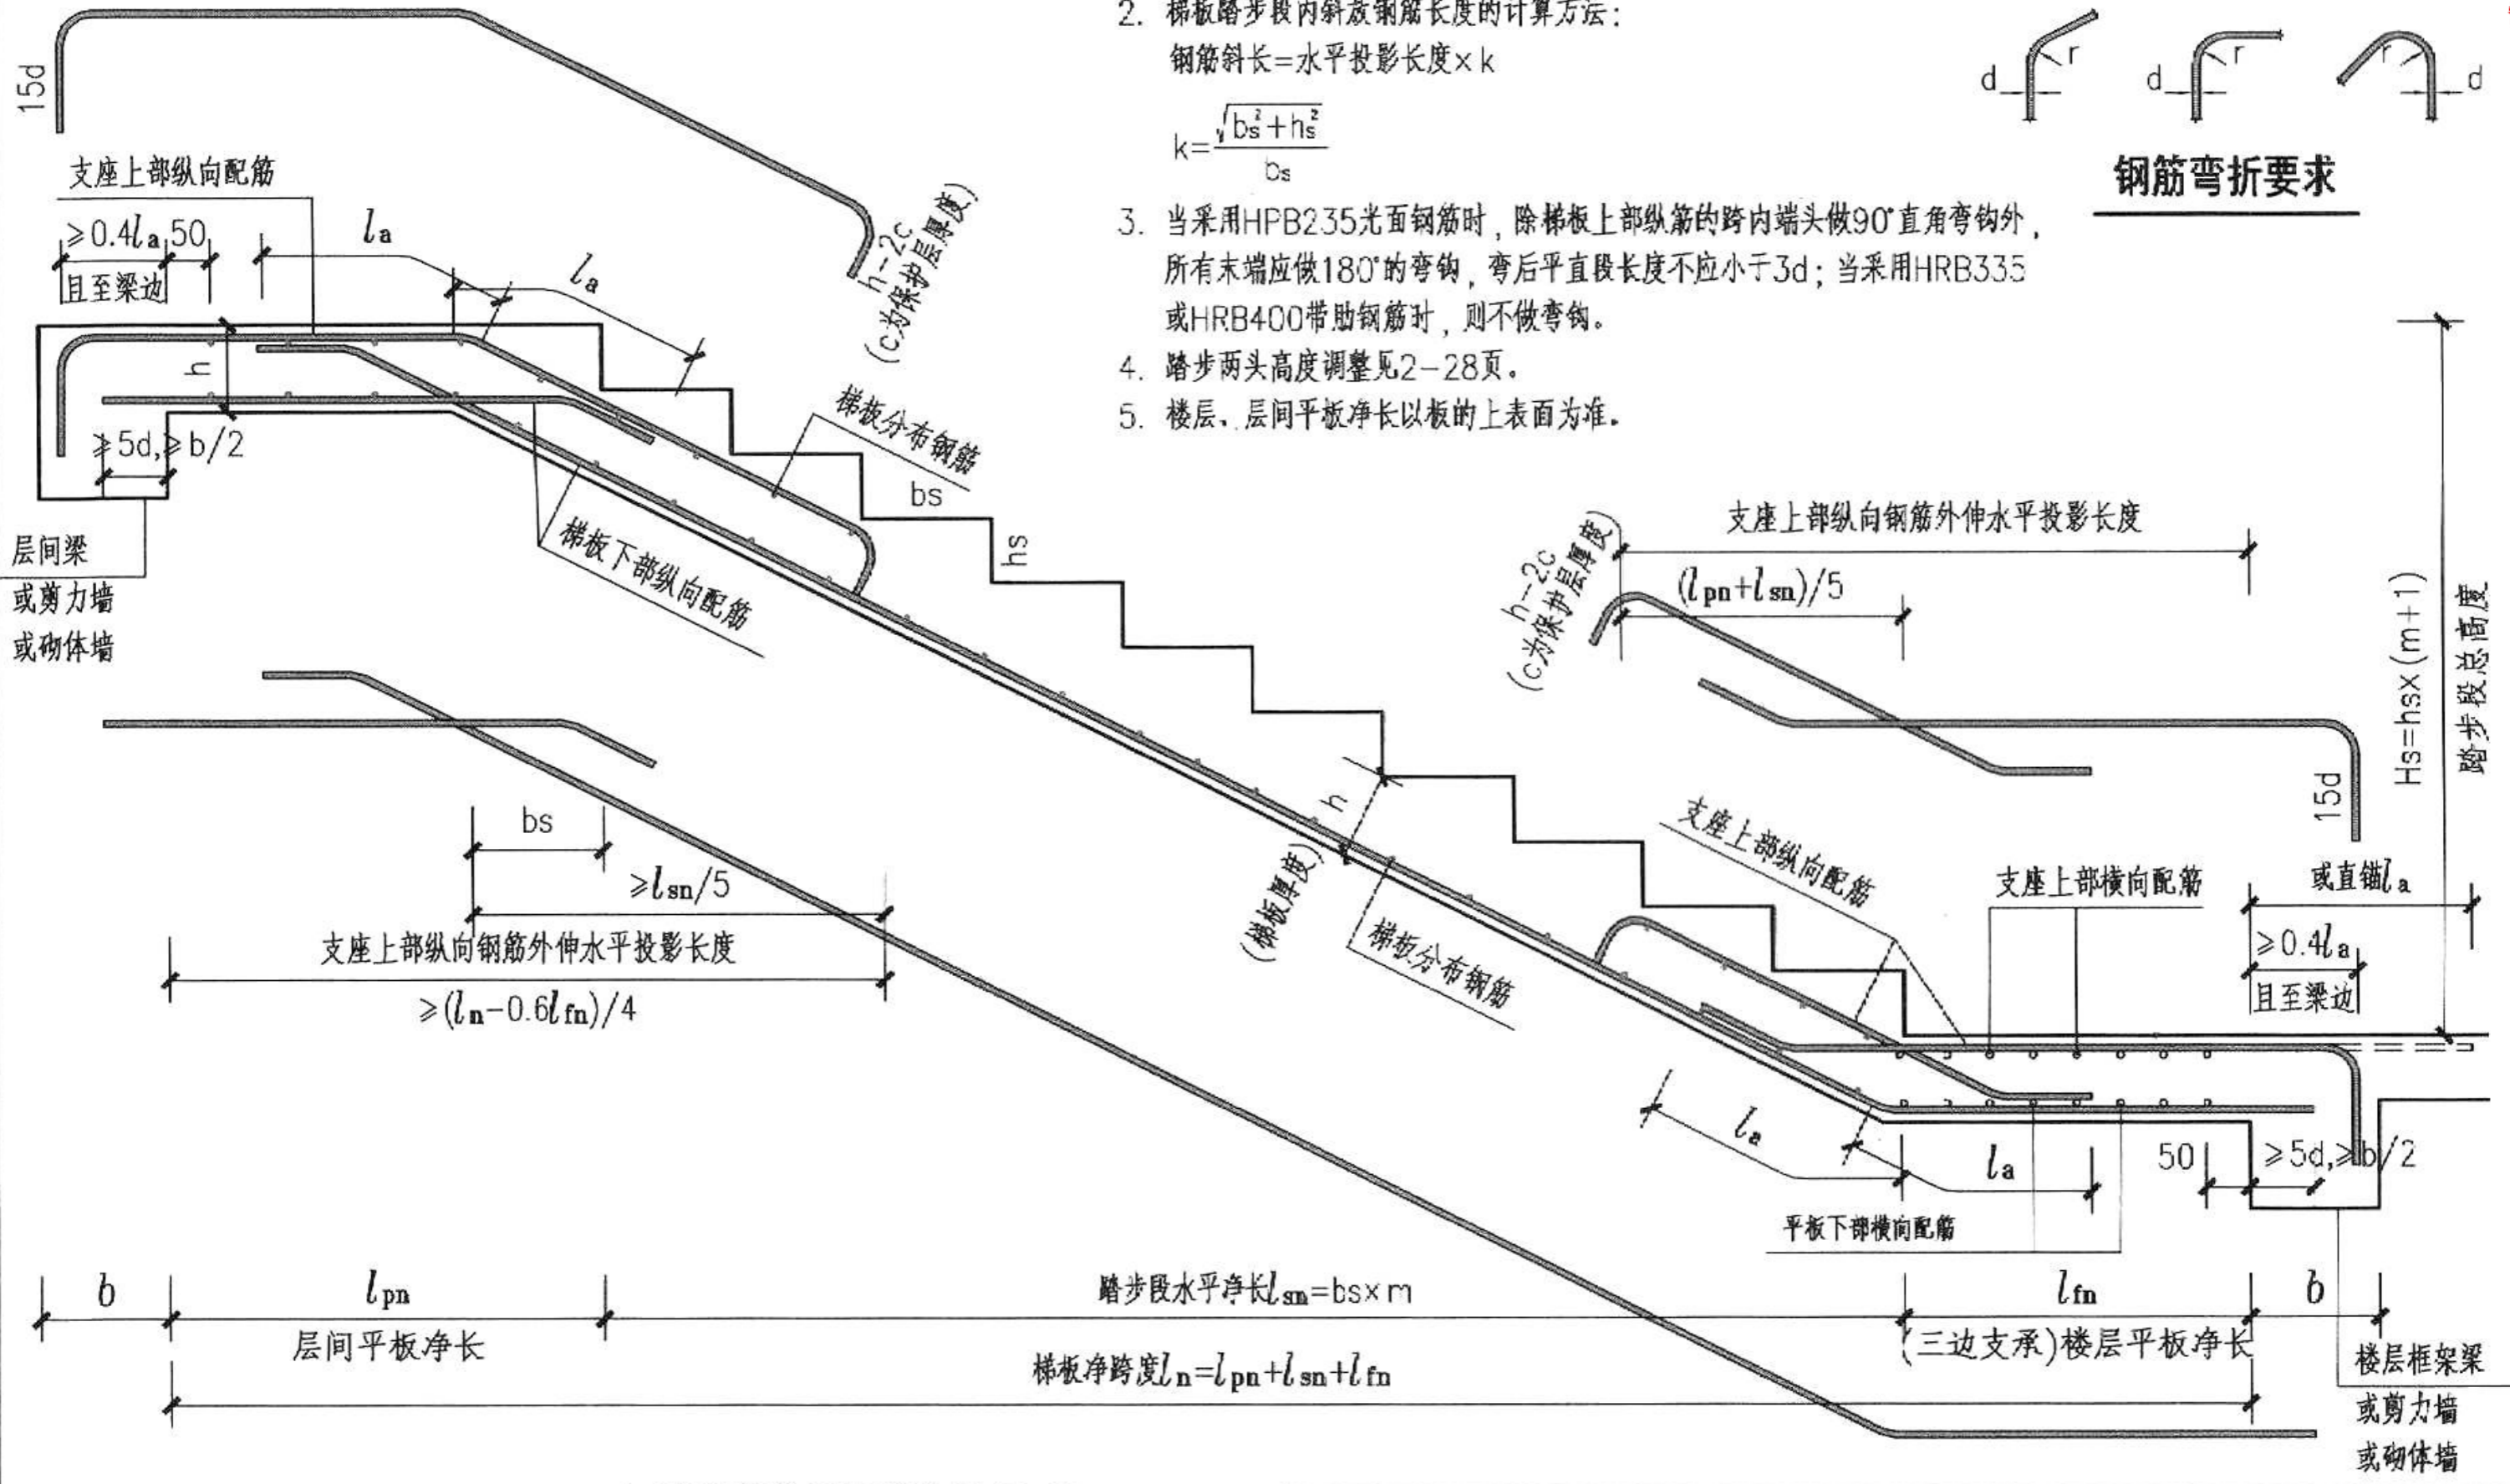 2. 梯板踏步段内斜放钢筋长度的计算方法:
钢筋斜长=水平投影长度×k
k=√(bs²+hs²)/bs
3. 当采用HPB235光面钢筋时，除梯板上部纵筋的跨内端头做90°直角弯钩外，
所有末端应做180°的弯钩，弯后平直段长度不应小于3d；当采用HRB335
或HRB400带肋钢筋时，则不做弯钩。
4. 踏步两头高度调整见2-28页。
5. 楼层、层间平板净长以板的上表面为准。
d r
d r
r d
钢筋弯折要求
15d
支座上部纵向配筋
≥0.4la 50
且至梁边
la
la
h-2c
(c为保护层厚度)
h
≥5d,≥b/2
层间梁
或剪力墙
或砌体墙
梯板分布钢筋
梯板下部纵向配筋
bs
hs
支座上部纵向钢筋外伸水平投影长度
(lpn+lsn)/5
h-2c
(c为保护层厚度)
15d
Hs=hs×(m+1)
踏步段总高度
bs
≥lsn/5
支座上部纵向钢筋外伸水平投影长度
≥(ln-0.6lfn)/4
h
(梯板厚度)
梯板分布钢筋
支座上部纵向配筋
支座上部横向配筋
或直锚la
≥0.4la
且至梁边
la
la
50
≥5d,≥b/2
平板下部横向配筋
b
lpn
层间平板净长
踏步段水平净长lsn=bs×m
lfn
(三边支承)楼层平板净长
b
梯板净跨度ln=lpn+lsn+lfn
楼层框架梁
或剪力墙
或砌体墙